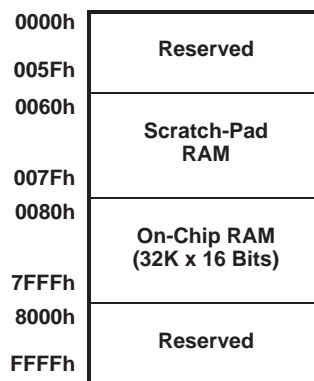 0000h
Reserved
005Fh
0060h
Scratch-Pad
RAM
007Fh
0080h
On-Chip RAM
(32K x 16 Bits)
7FFFh
8000h
Reserved
FFFFh